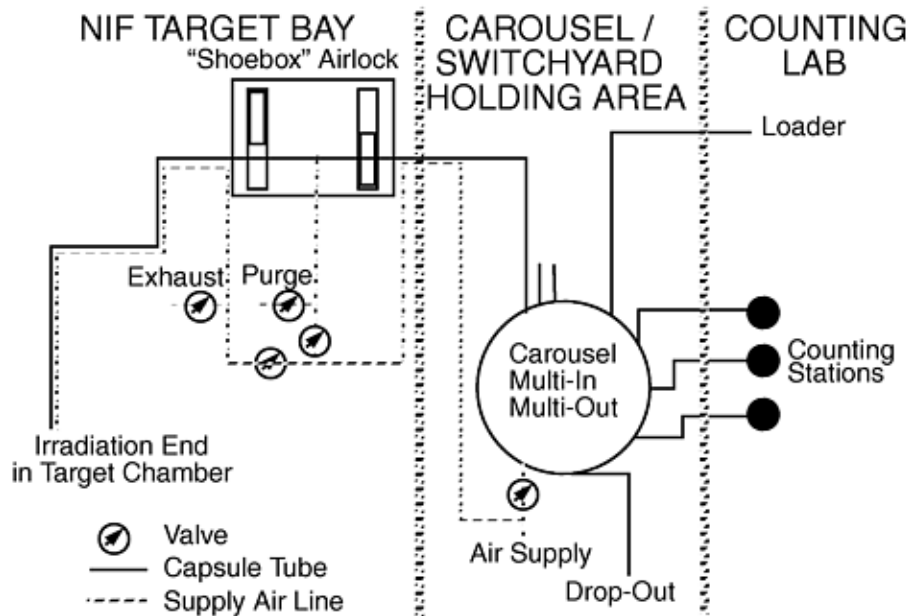 NIF TARGET BAY
"Shoebox" Airlock
CAROUSEL /
SWITCHYARD
HOLDING AREA
COUNTING
LAB
Loader
Exhaust
Purge
Carousel
Multi-In
Multi-Out
Counting
Stations
Irradiation End
in Target Chamber
Air Supply
Drop-Out
Valve
Capsule Tube
Supply Air Line